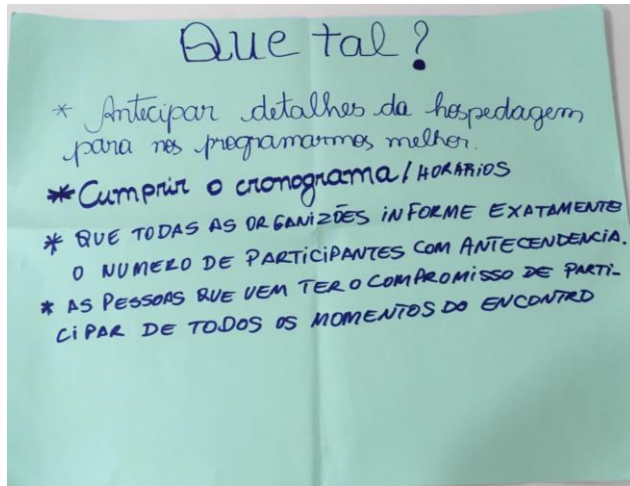 Que tal?
* Antecipar detalhes da hospedagem
para nos programarmos melhor.
* Cumprir o cronograma/HORARIOS
* QUE TODAS AS ORGANIZÕES INFORME EXATAMENTE
O NUMERO DE PARTICIPANTES COM ANTECENDENCIA.
* AS PESSOAS QUE VEM TER O COMPROMISSO DE PARTI-
CIPAR DE TODOS OS MOMENTOS DO ENCONTRO